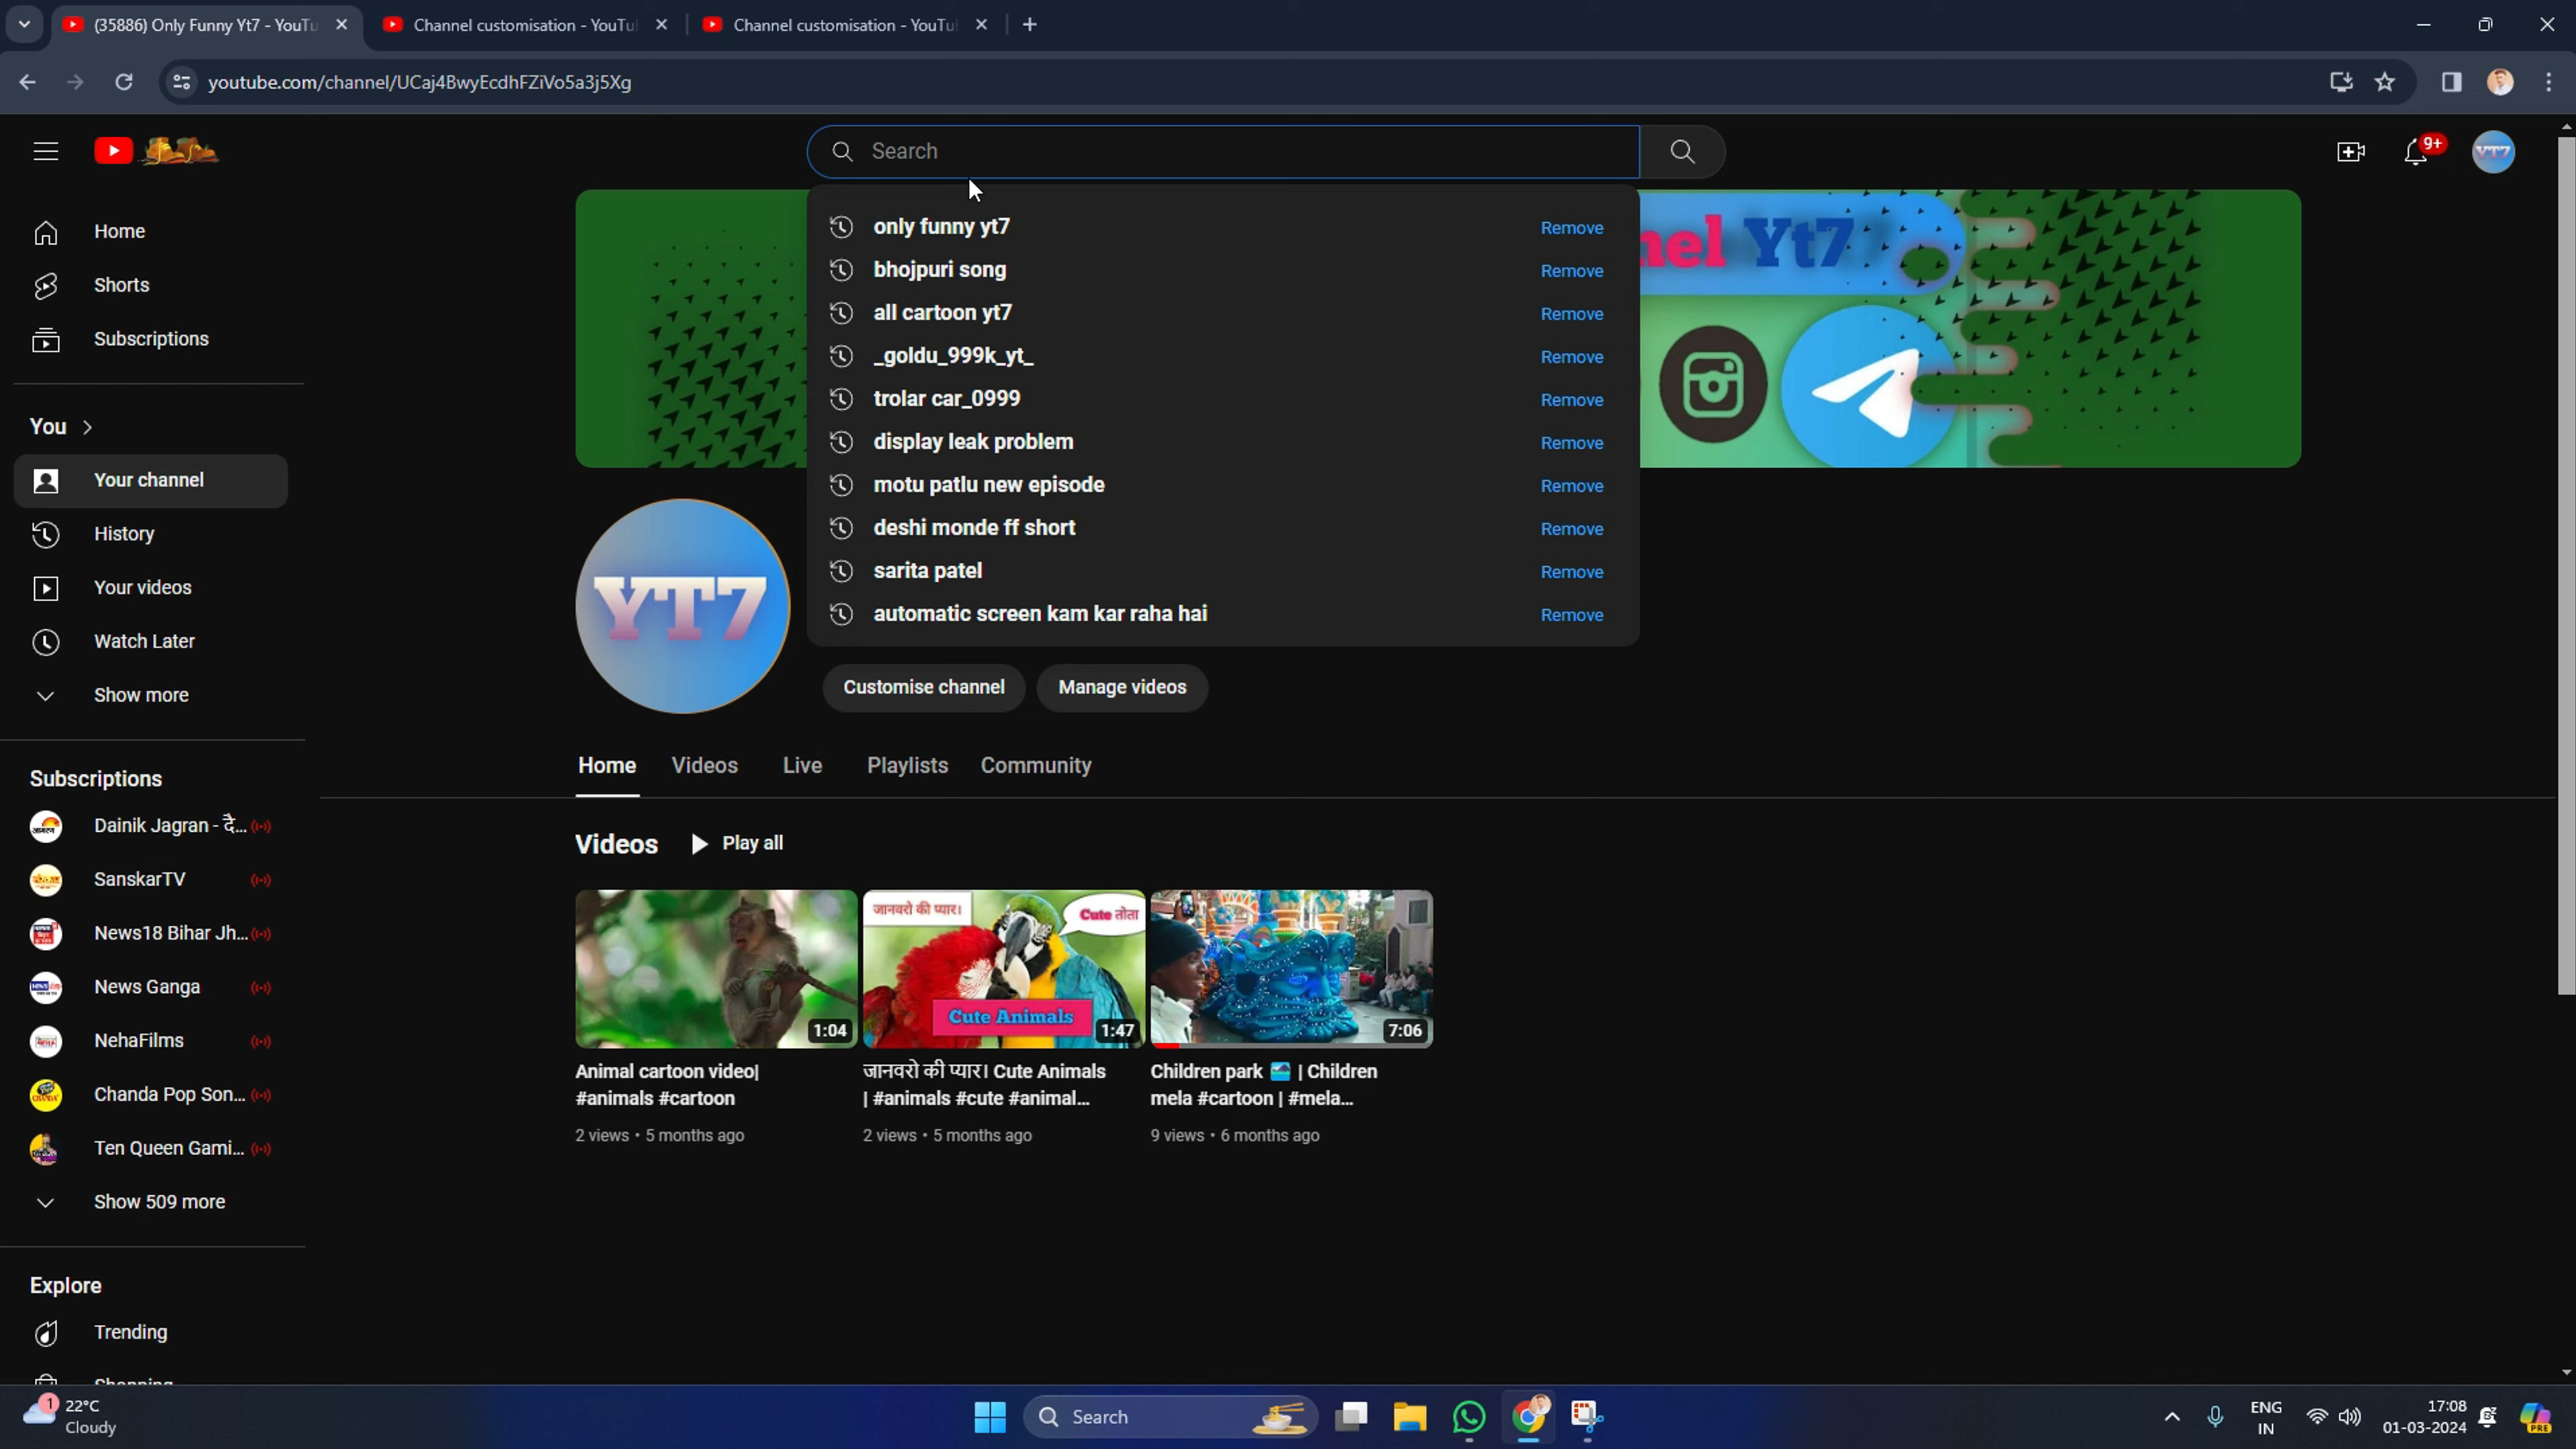 (35886) Only Funny Yt7 - YouTu
Channel customisation - YouTu
Channel customisation - YouTu
youtube.com/channel/UCaj4BwyEcdhFZiVo5a3j5Xg
Search
9+
YT7
Home
Shorts
Subscriptions
You
Your channel
History
Your videos
Watch Later
Show more
Subscriptions
Dainik Jagran - दै...
SanskarTV
News18 Bihar Jh...
News Ganga
NehaFilms
Chanda Pop Son...
Ten Queen Gami...
Show 509 more
Explore
Trending
Shopping
only funny yt7 Remove
bhojpuri song Remove
all cartoon yt7 Remove
_goldu_999k_yt_ Remove
trolar car_0999 Remove
display leak problem Remove
motu patlu new episode Remove
deshi monde ff short Remove
sarita patel Remove
automatic screen kam kar raha hai Remove
nel Yt7
YT7
Customise channel Manage videos
Home Videos Live Playlists Community
Videos Play all
1:04
जानवरो की प्यार।
Cute तोता
Cute Animals
1:47
7:06
Animal cartoon video|
#animals #cartoon
2 views • 5 months ago
जानवरो की प्यार। Cute Animals
| #animals #cute #animal...
2 views • 5 months ago
Children park 🏞️ | Children
mela #cartoon | #mela...
9 views • 6 months ago
1
22°C
Cloudy
Search
ENG
IN
17:08
01-03-2024
PRE